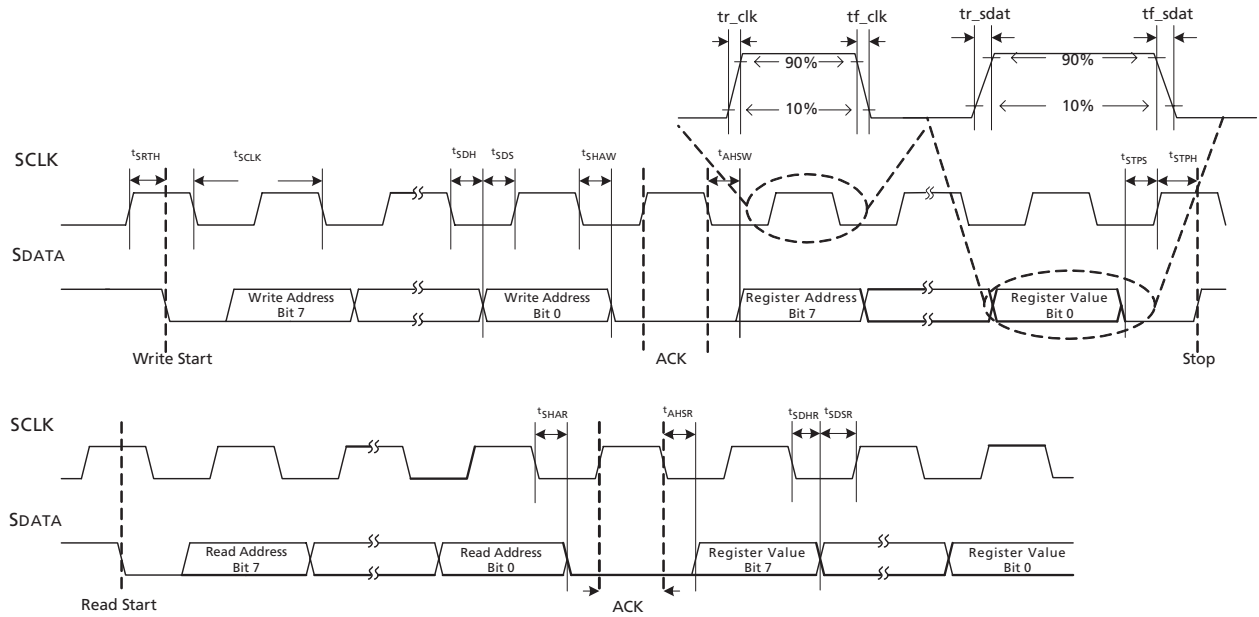 tr_clk tf_clk tr_sdat tf_sdat
90% 90%
10% 10%
SCLK
tSRTH tSCLK tSDH tSDS tSHAW tAHSW tSTPS tSTPH
SDATA
Write Address Bit 7
Write Address Bit 0
Register Address Bit 7
Register Value Bit 0
Write Start ACK Stop
SCLK
tSHAR tAHSR tSDHR tSDSR
SDATA
Read Address Bit 7
Read Address Bit 0
Register Value Bit 7
Register Value Bit 0
Read Start ACK